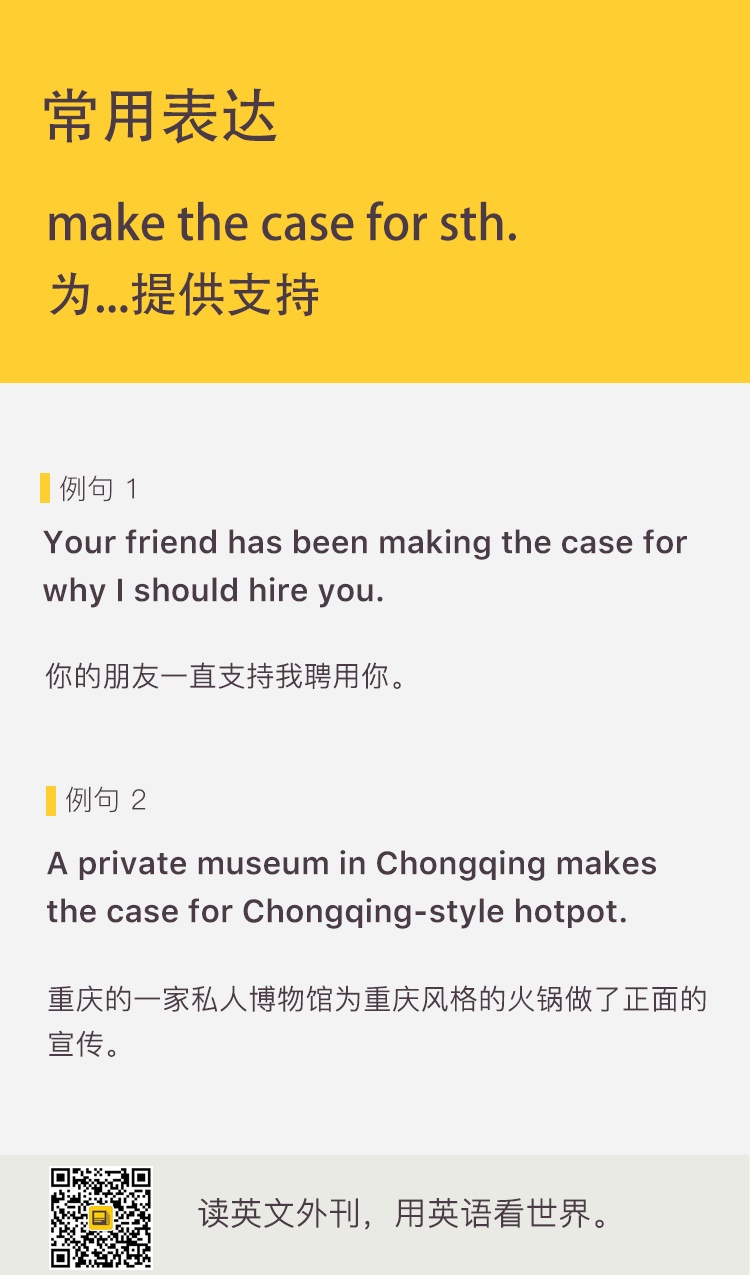 常用表达
make the case for sth.
为...提供支持
例句 1
Your friend has been making the case for
why I should hire you.
你的朋友一直支持我聘用你。
例句 2
A private museum in Chongqing makes
the case for Chongqing-style hotpot.
重庆的一家私人博物馆为重庆风格的火锅做了正面的
宣传。
读英文外刊，用英语看世界。